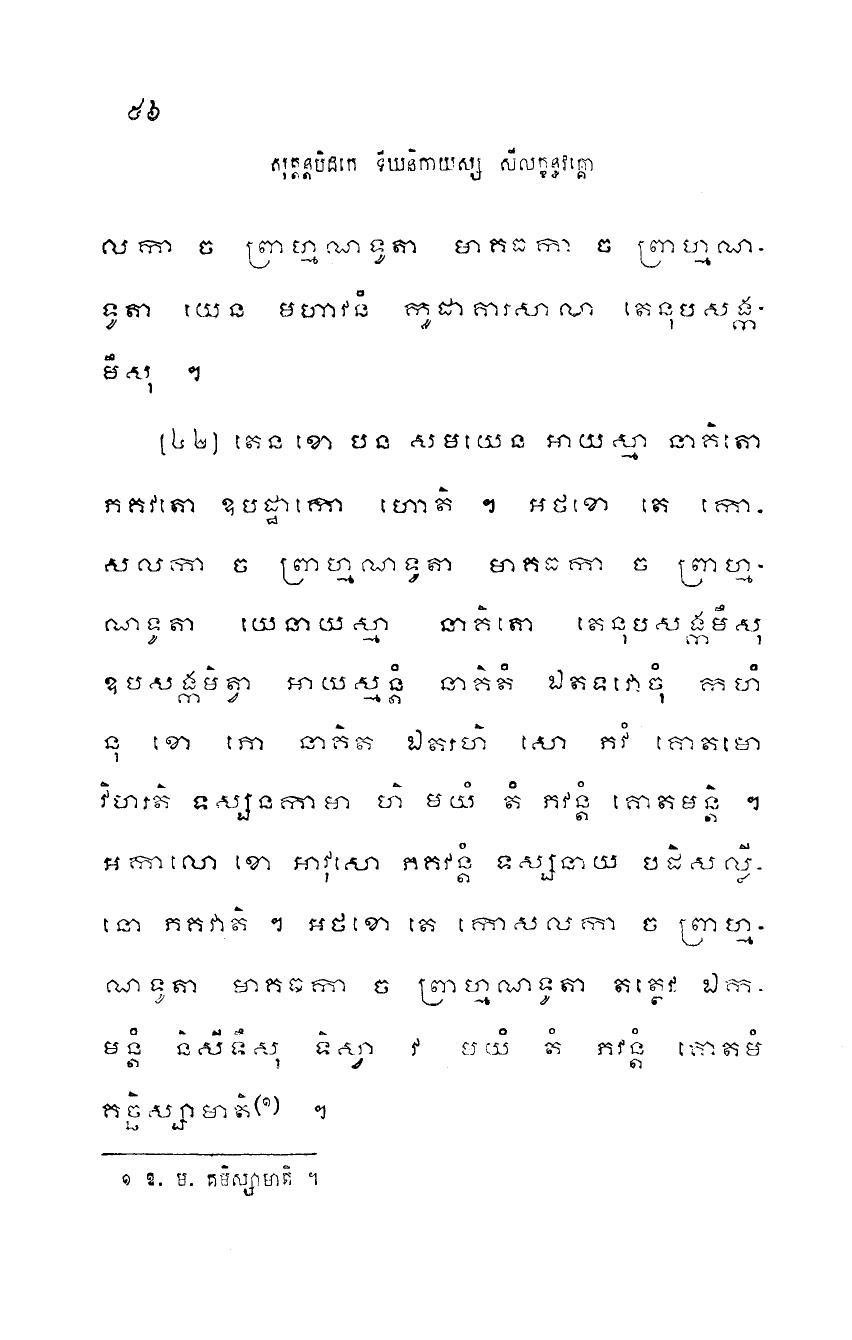 ៥៦
សុត្តន្តបិដកេ ទីឃនិកាយស្ស សីលក្ខន្ធវគ្គោ
លកា ច ព្រាហ្មណទូតា មាគធកា ច ព្រាហ្មណ-
ទូតា យេន មហាវនំ កូដាគារសាលា តេនុបសង្ក-
មឹសុ ។
(៤២) តេន ខោ បន សមយេន អាយស្មា នាគិតោ
ភគវតោ ឧបដ្ឋាកោ ហោតិ ។ អថខោ តេ កោ-
សលកា ច ព្រាហ្មណទូតា មាគធកា ច ព្រាហ្ម-
ណទូតា យេនាយស្មា នាគិតោ តេនុបសង្កមឹសុ
ឧបសង្កមិត្វា អាយស្មន្តំ នាគិតំ ឯតទវោចុំ កហំ
នុ ខោ ភោ នាគិត ឯតរហិ សោ ភវំ គោតមោ
វិហរតិ ទស្សនកាមា ហិ មយំ តំ ភវន្តំ គោតមន្តិ ។
អកាលោ ខោ អាវុសោ ភគវន្តំ ទស្សនាយ បដិសល្លី-
នោ ភគវាតិ ។ អថខោ តេ កោសលកា ច ព្រាហ្ម-
ណទូតា មាគធកា ច ព្រាហ្មណទូតា តត្ថេវ ឯក-
មន្តំ និសីទឹសុ ទិស្វា វ មយំ តំ ភវន្តំ គោតមំ
គច្ឆិស្សាមាតិ(១) ។
១ ឱ. ម. គមិស្សាមាតិ ។